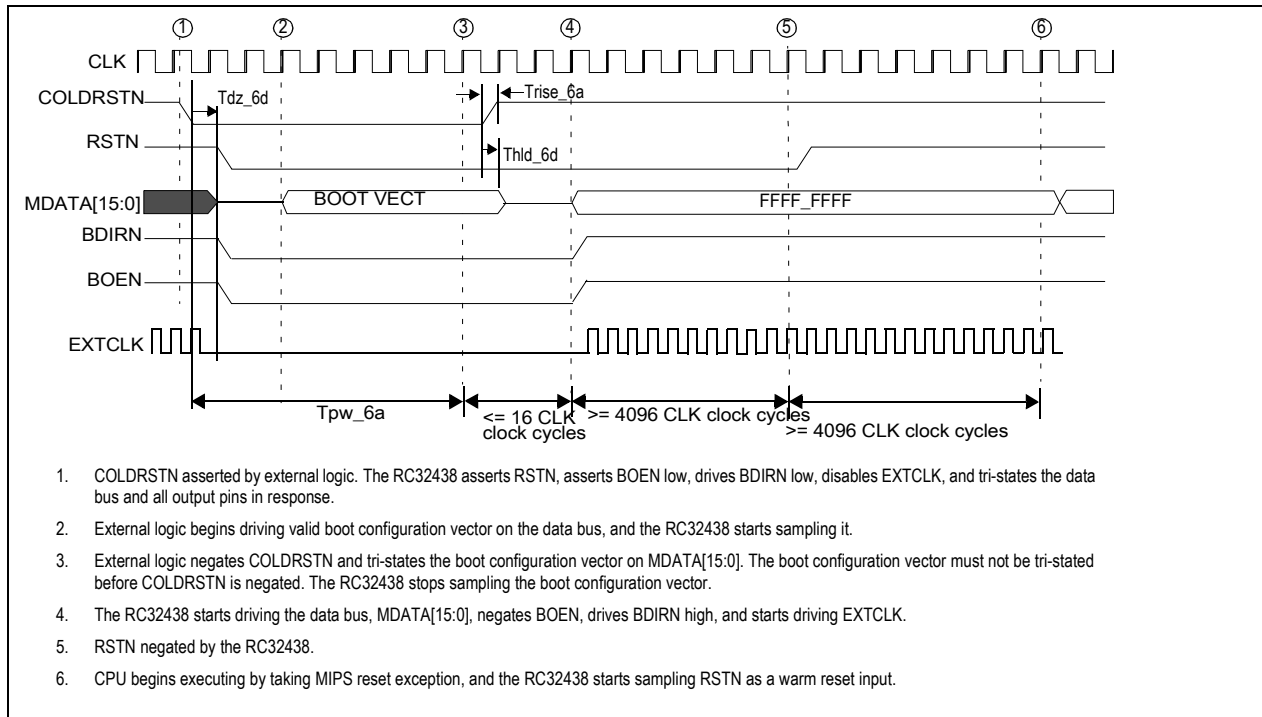 1 2 3 4 5 6
CLK
COLDRSTN
Tdz_6d
Trise_6a
RSTN
Thld_6d
MDATA[15:0]
BOOT VECT
FFFF_FFFF
BDIRN
BOEN
EXTCLK
Tpw_6a
<= 16 CLK
clock cycles
>= 4096 CLK clock cycles
>= 4096 CLK clock cycles
1. COLDRSTN asserted by external logic. The RC32438 asserts RSTN, asserts BOEN low, drives BDIRN low, disables EXTCLK, and tri-states the data
bus and all output pins in response.
2. External logic begins driving valid boot configuration vector on the data bus, and the RC32438 starts sampling it.
3. External logic negates COLDRSTN and tri-states the boot configuration vector on MDATA[15:0]. The boot configuration vector must not be tri-stated
before COLDRSTN is negated. The RC32438 stops sampling the boot configuration vector.
4. The RC32438 starts driving the data bus, MDATA[15:0], negates BOEN, drives BDIRN high, and starts driving EXTCLK.
5. RSTN negated by the RC32438.
6. CPU begins executing by taking MIPS reset exception, and the RC32438 starts sampling RSTN as a warm reset input.